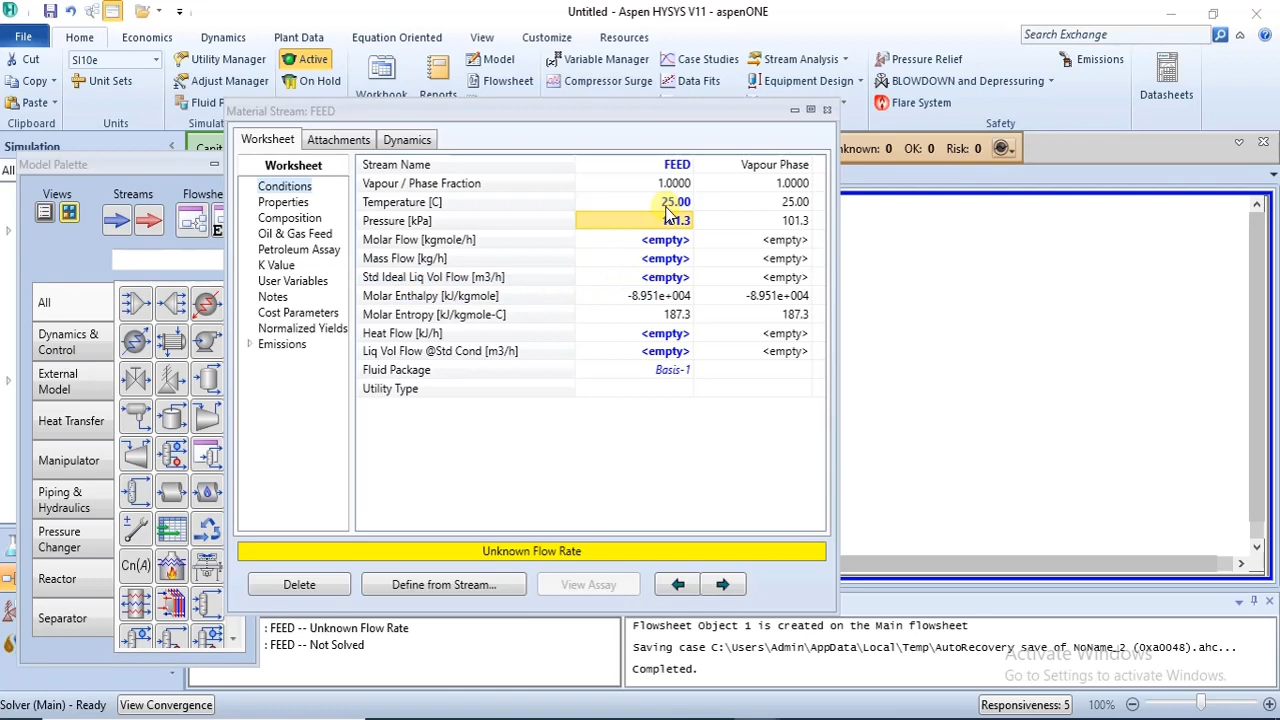 Untitled - Aspen HYSYS V11 - aspenONE
File Home Economics Dynamics Plant Data Equation Oriented View Customize Resources Search Exchange
Cut SI10e Utility Manager Active Model Variable Manager Case Studies Stream Analysis Pressure Relief Emissions
Copy Unit Sets Adjust Manager On Hold Workbook Reports Flowsheet Compressor Surge Data Fits Equipment Design BLOWDOWN and Depressuring Datasheets
Paste Fluid P Flare System
Clipboard Units Simulat Safety
Material Stream: FEED
Simulation Capit Unknown: 0 OK: 0 Risk: 0
All
Model Palette
Views Streams Flowshe
All
Dynamics & Control
External Model
Heat Transfer
Manipulator
Piping & Hydraulics
Pressure Changer
Reactor
Separator
Cn(A)
Worksheet Attachments Dynamics
Worksheet
Conditions
Properties
Composition
Oil & Gas Feed
Petroleum Assay
K Value
User Variables
Notes
Cost Parameters
Normalized Yields
Emissions
Stream Name FEED Vapour Phase
Vapour / Phase Fraction 1.0000 1.0000
Temperature [C] 25.00 25.00
Pressure [kPa] 101.3
Molar Flow [kgmole/h] <empty> <empty>
Mass Flow [kg/h] <empty> <empty>
Std Ideal Liq Vol Flow [m3/h] <empty> <empty>
Molar Enthalpy [kJ/kgmole] -8.951e+004 -8.951e+004
Molar Entropy [kJ/kgmole-C] 187.3 187.3
Heat Flow [kJ/h] <empty> <empty>
Liq Vol Flow @Std Cond [m3/h] <empty> <empty>
Fluid Package Basis-1
Utility Type
Unknown Flow Rate
Delete Define from Stream... View Assay
: FEED -- Unknown Flow Rate
: FEED -- Not Solved
Flowsheet Object 1 is created on the Main flowsheet
Saving case C:\Users\Admin\AppData\Local\Temp\AutoRecovery save of NoName_2 (0xa0048).ahc...
Completed.
Activate Windows
Go to Settings to activate Windows.
Solver (Main) - Ready View Convergence Responsiveness: 5 100%